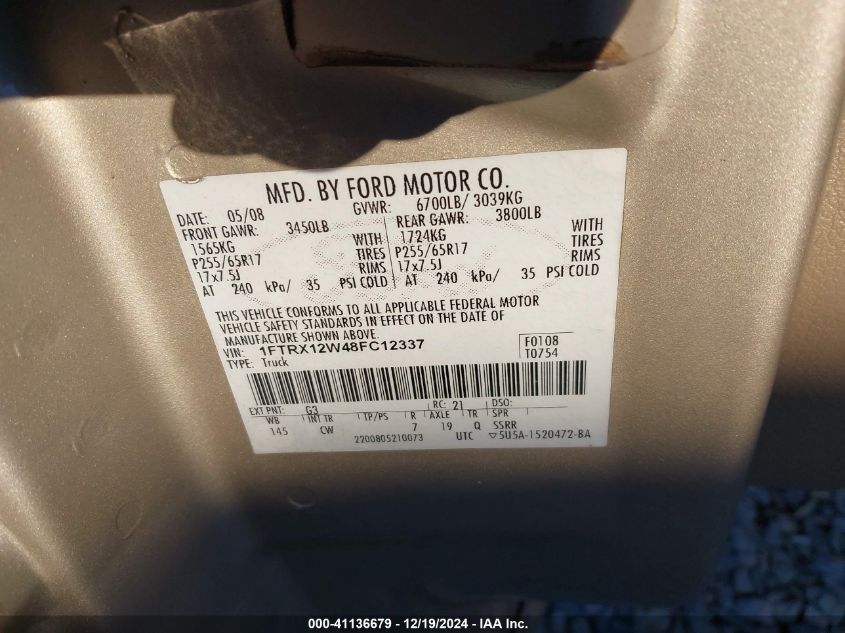 MFD. BY FORD MOTOR CO.
DATE: 05/08 GVWR: 6700LB/ 3039KG
FRONT GAWR: 3450LB REAR GAWR: 3800LB
1565KG WITH 1724KG WITH
P255/65R17 TIRES P255/65R17 TIRES
17x7.5J RIMS 17x7.5J RIMS
AT 240 kPa/ 35 PSI COLD AT 240 kPa/ 35 PSI COLD
THIS VEHICLE CONFORMS TO ALL APPLICABLE FEDERAL MOTOR
VEHICLE SAFETY STANDARDS IN EFFECT ON THE DATE OF
MANUFACTURE SHOWN ABOVE.
VIN: 1FTRX12W48FC12337 F0108
TYPE: Truck T0754
EXT PNT: G3 RC: 21 DSO:
WB INT TR TP/PS R AXLE TR SPR
145 CW 7 19 Q SSRR
2200805210073 UTC ▽5U5A-1520472-BA
000-41136679 - 12/19/2024 - IAA Inc.